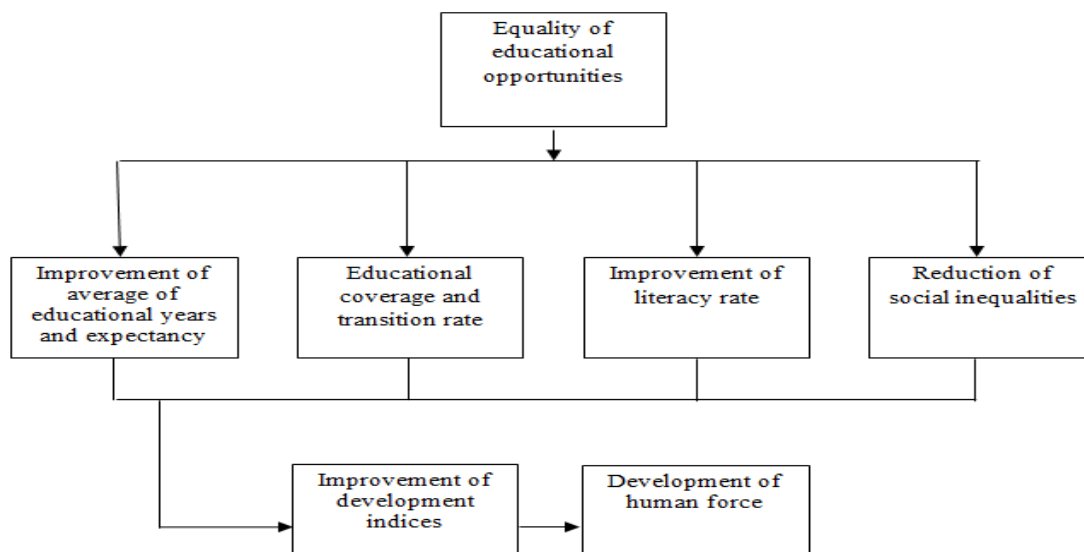 Equality of
educational
opportunities
Improvement of
average of
educational years
and expectancy
Educational
coverage and
transition rate
Improvement of
literacy rate
Reduction of
social inequalities
Improvement of
development
indices
Development of
human force